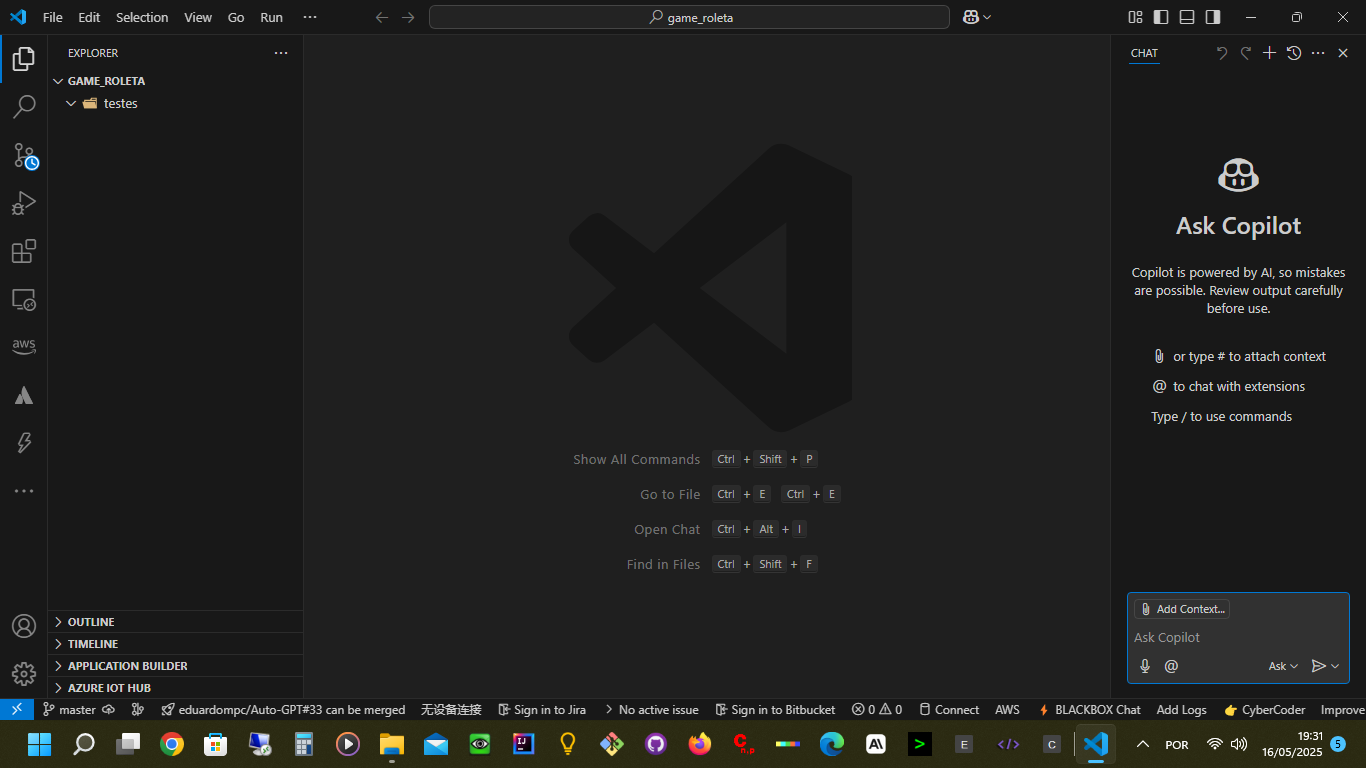 File Edit Selection View Go Run ···
game_roleta
EXPLORER
GAME_ROLETA
testes
OUTLINE
TIMELINE
APPLICATION BUILDER
AZURE IOT HUB
aws
Show All Commands Ctrl + Shift + P
Go to File Ctrl + E Ctrl + E
Open Chat Ctrl + Alt + I
Find in Files Ctrl + Shift + F
CHAT
Ask Copilot
Copilot is powered by AI, so mistakes
are possible. Review output carefully
before use.
or type # to attach context
@ to chat with extensions
Type / to use commands
Add Context...
Ask Copilot
@ Ask
master eduardompc/Auto-GPT#33 can be merged 无设备连接 Sign in to Jira No active issue Sign in to Bitbucket 0 0 Connect AWS BLACKBOX Chat Add Logs CyberCoder Improve
POR 19:31
16/05/2025 5